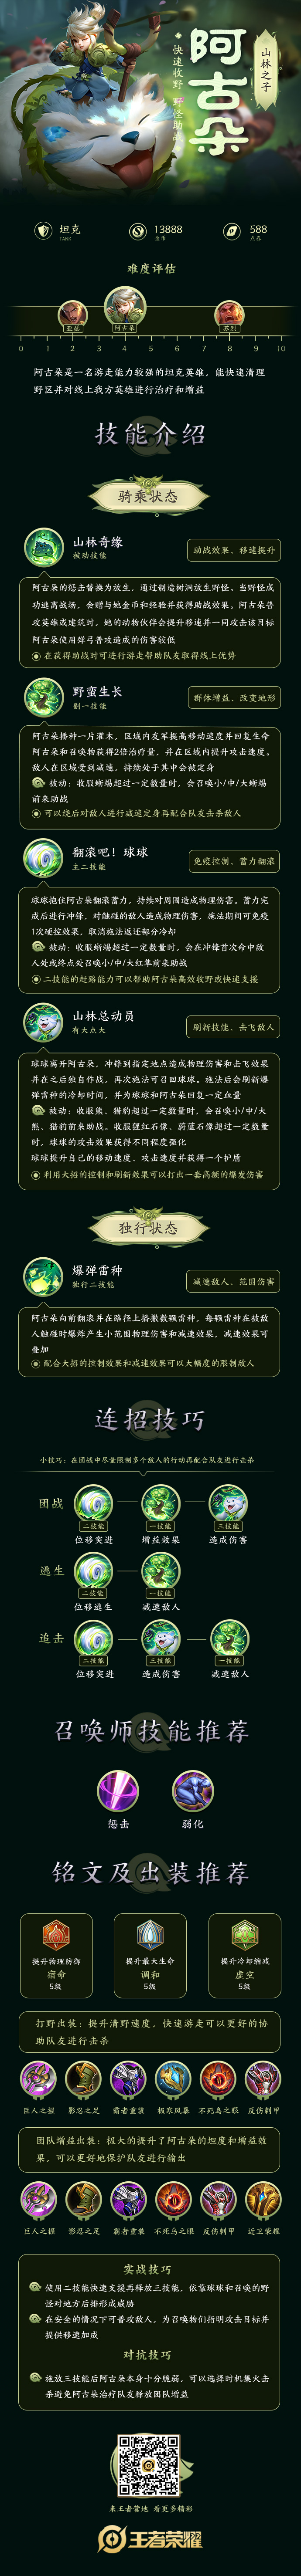 山林之子
阿古朵
快速收野 野怪助战
坦克
TANK
13888
金币
588
点券
难度评估
亚瑟
阿古朵
苏烈
0 1 2 3 4 5 6 7 8 9 10
阿古朵是一名游走能力较强的坦克英雄，能快速清理
野区并对线上我方英雄进行治疗和增益
技能介绍
骑乘状态
山林奇缘
被动技能
助战效果、移速提升
阿古朵的惩击替换为放生，通过制造树洞放生野怪。当野怪成
功逃离战场，会赠与她金币和经验并获得助战效果。阿古朵普
攻英雄或建筑时，她的动物伙伴会提升移速并一同攻击该目标
阿古朵使用弹弓普攻造成的伤害较低
在获得助战时可进行游走帮助队友取得线上优势
野蛮生长
副一技能
群体增益、改变地形
阿古朵播种一片灌木，区域内友军提高移动速度并回复生命
阿古朵和召唤物获得2倍治疗量，并在区域内提升攻击速度。
敌人在区域受到减速，持续处于其中会被定身
被动：收服蜥蜴超过一定数量时，会召唤小/中/大蜥蜴
前来助战
可以绕后对敌人进行减速定身再配合队友击杀敌人
翻滚吧！球球
主二技能
免疫控制、蓄力翻滚
球球抱住阿古朵翻滚蓄力，持续对周围造成物理伤害。蓄力完
成后进行冲锋，对触碰的敌人造成物理伤害，施法期间可免疫
1次硬控效果，取消施法返还部分冷却
被动：收服蜥蜴超过一定数量时，会在冲锋首次命中敌
人处或终点处召唤小/中/大红隼前来助战
二技能的赶路能力可以帮助阿古朵高效收野或快速支援
山林总动员
有大点大
刷新技能、击飞敌人
球球离开阿古朵，冲锋到指定地点造成物理伤害和击飞效果
并在之后独自作战，再次施法可召回球球。施法后会刷新爆
弹雷种的冷却时间，并为球球和阿古朵回复一定血量
被动：收服熊、猎豹超过一定数量时，会召唤小/中/大
熊、猎豹前来助战。收服猩红石像、蔚蓝石像超过一定数量
时，球球的攻击效果获得不同程度强化
球球提升自己的移动速度、攻击速度并获得一个护盾
利用大招的控制和刷新效果可以打出一套高额的爆发伤害
独行状态
爆弹雷种
独行二技能
减速敌人、范围伤害
阿古朵向前翻滚并在路径上播撒数颗雷种，每颗雷种在被敌
人触碰时爆炸产生小范围物理伤害和减速效果，减速效果可
叠加
配合大招的控制效果和减速效果可以大幅度的限制敌人
连招技巧
小技巧：在团战中尽量限制多个敌人的行动再配合队友进行击杀
团战
二技能 一技能 三技能
位移突进 增益效果 造成伤害
逃生
二技能 一技能
位移逃生 减速敌人
追击
二技能 三技能 一技能
位移突进 造成伤害 减速敌人
召唤师技能推荐
惩击 弱化
铭文及出装推荐
提升物理防御 提升最大生命 提升冷却缩减
宿命 调和 虚空
5级 5级 5级
打野出装：提升清野速度，快速游走可以更好的协
助队友进行击杀
巨人之握 影忍之足 霸者重装 极寒风暴 不死鸟之眼 反伤刺甲
团队增益出装：极大的提升了阿古朵的坦度和增益效
果，可以更好地保护队友进行输出
巨人之握 影忍之足 霸者重装 不死鸟之眼 反伤刺甲 近卫荣耀
实战技巧
使用二技能快速支援再释放三技能，依靠球球和召唤的野
怪对地方后排形成威胁
在安全的情况下可普攻敌人，为召唤物们指明攻击目标并
提供移速加成
对抗技巧
施放三技能后阿古朵本身十分脆弱，可以选择时机集火击
杀避免阿古朵治疗队友释放团队增益
来王者营地 看更多精彩
王者荣耀